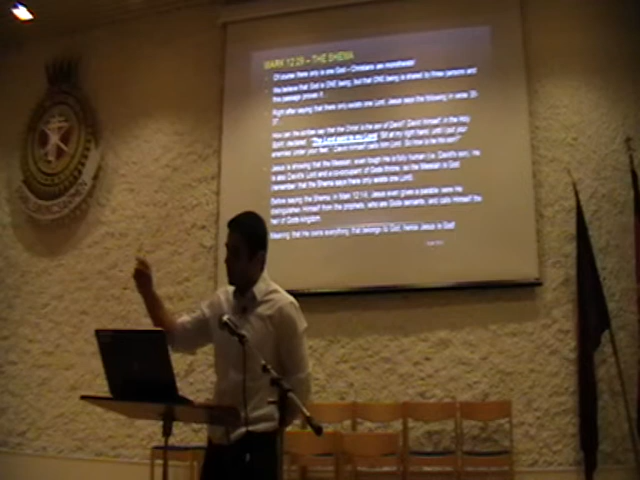 MARK 12:29 – THE SHEMA
Of course there only is one God – Christians are monotheists!
We believe that God is ONE being, but that ONE being is shared by three persons and
this passage proves it
Right after saying that there only exists one Lord, Jesus says the following in verse 35-
37:
How can the scribes say that the Christ is the son of David? David himself, in the Holy
Spirit, declared, "The Lord said to my Lord, Sit at my right hand, until I put your
enemies under your feet." David himself calls him Lord. So how is he his son?
Jesus is showing that the Messiah, even tough He is fully human (i.e. David's son), He
is also David's Lord and a co-occupant of Gods throne, so the Messiah is God
remember that the Shema says there only exists one Lord.
Before saying the Shema, in Mark 12:1-, Jesus even gives a parable were He
distinguishes Himself from the prophets, who are Gods servants, and calls Himself the
heir of Gods kingdom.
Meaning that He owns everything that belongs to God, hence Jesus is God